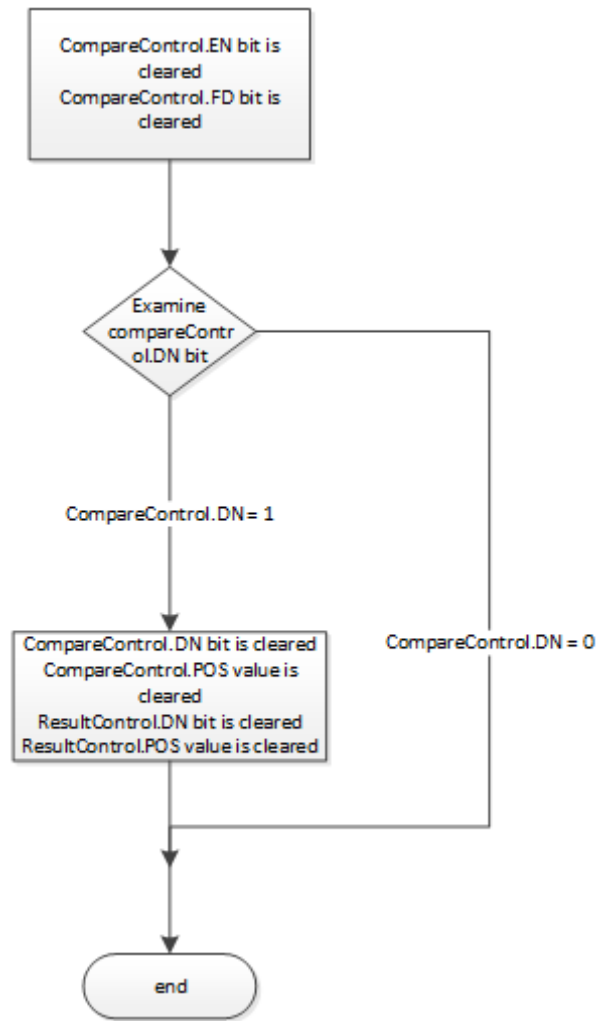 CompareControl.EN bit is
cleared
CompareControl.FD bit is
cleared
Examine
compareContr
ol.DN bit
CompareControl.DN = 1
CompareControl.DN = 0
CompareControl.DN bit is cleared
CompareControl.POS value is
cleared
ResultControl.DN bit is cleared
ResultControl.POS value is cleared
end